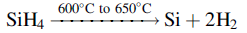 SiH₄ —600°C to 650°C→ Si + 2H₂